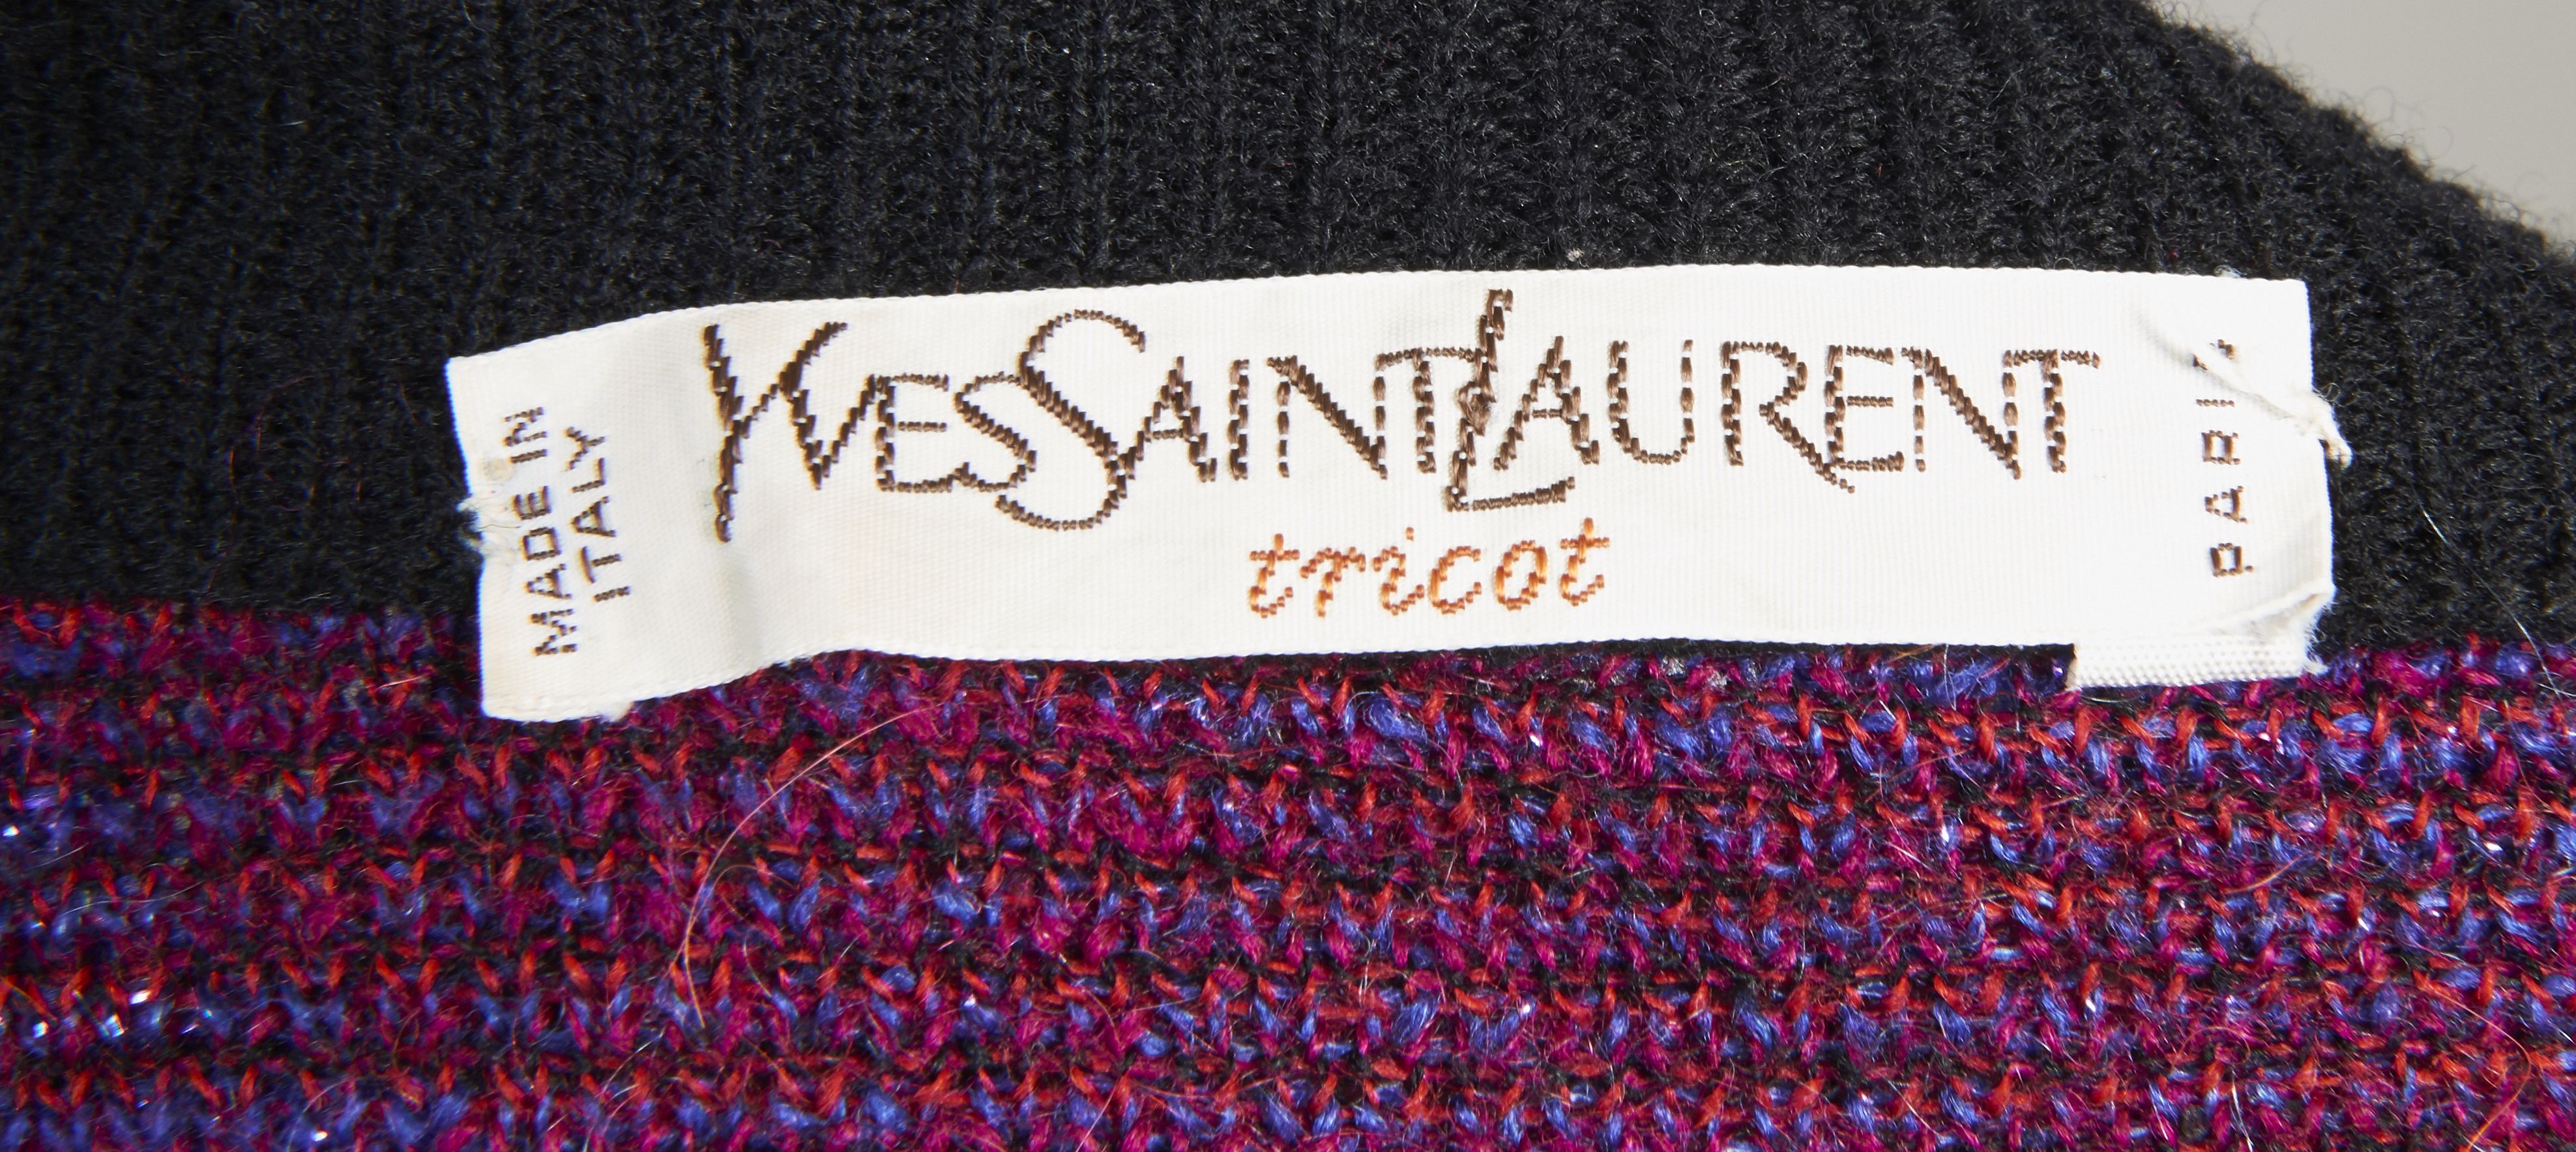 MADE IN
ITALY
YVESSAINTLAURENT
tricot
PARIS